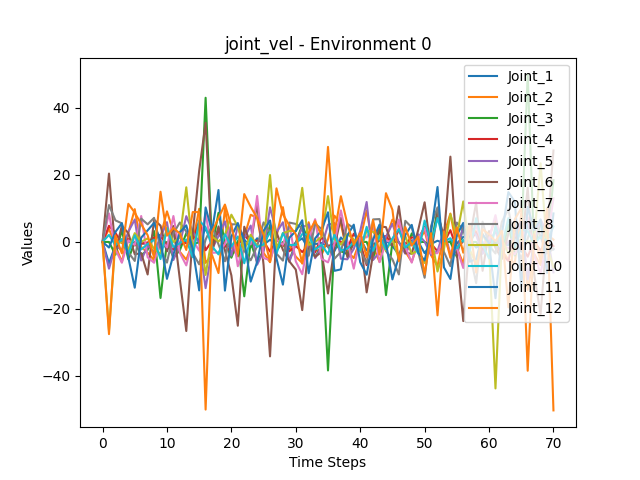 joint_vel - Environment 0
Values
40
20
0
−20
−40
0 10 20 30 40 50 60 70
Time Steps
Joint_1
Joint_2
Joint_3
Joint_4
Joint_5
Joint_6
Joint_7
Joint_8
Joint_9
Joint_10
Joint_11
Joint_12